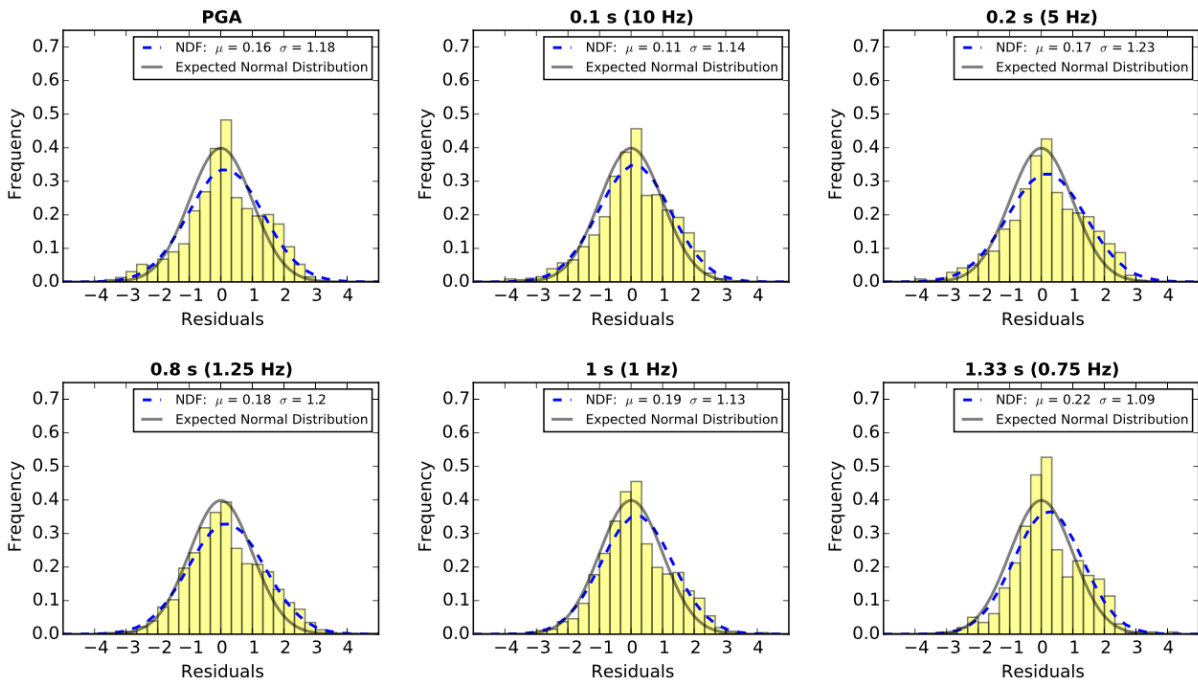 PGA
NDF: μ = 0.16 σ = 1.18
Expected Normal Distribution
Frequency
0.7
0.6
0.5
0.4
0.3
0.2
0.1
0.0
−4 −3 −2 −1 0 1 2 3 4
Residuals
0.1 s (10 Hz)
NDF: μ = 0.11 σ = 1.14
Expected Normal Distribution
Frequency
0.7
0.6
0.5
0.4
0.3
0.2
0.1
0.0
−4 −3 −2 −1 0 1 2 3 4
Residuals
0.2 s (5 Hz)
NDF: μ = 0.17 σ = 1.23
Expected Normal Distribution
Frequency
0.7
0.6
0.5
0.4
0.3
0.2
0.1
0.0
−4 −3 −2 −1 0 1 2 3 4
Residuals
0.8 s (1.25 Hz)
NDF: μ = 0.18 σ = 1.2
Expected Normal Distribution
Frequency
0.7
0.6
0.5
0.4
0.3
0.2
0.1
0.0
−4 −3 −2 −1 0 1 2 3 4
Residuals
1 s (1 Hz)
NDF: μ = 0.19 σ = 1.13
Expected Normal Distribution
Frequency
0.7
0.6
0.5
0.4
0.3
0.2
0.1
0.0
−4 −3 −2 −1 0 1 2 3 4
Residuals
1.33 s (0.75 Hz)
NDF: μ = 0.22 σ = 1.09
Expected Normal Distribution
Frequency
0.7
0.6
0.5
0.4
0.3
0.2
0.1
0.0
−4 −3 −2 −1 0 1 2 3 4
Residuals